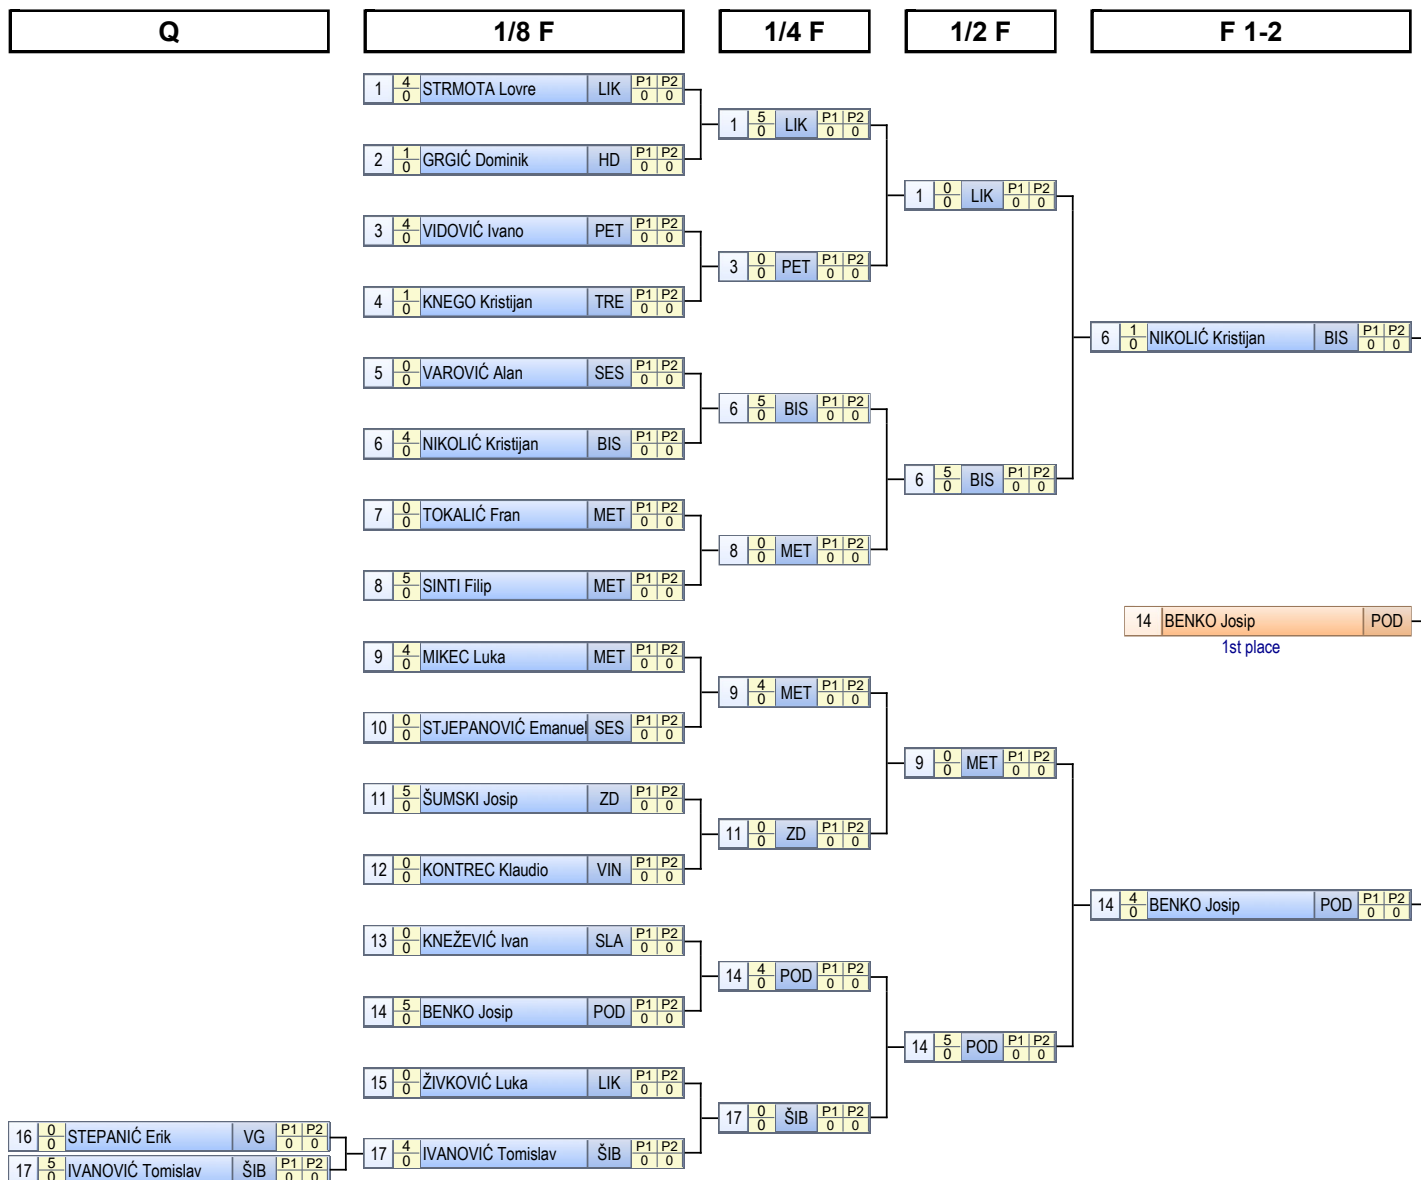 Q 1/8 F 1/4 F 1/2 F F 1-2
1 4 0 STRMOTA Lovre LIK P1 P2 0 0
1 5 0 LIK P1 P2 0 0
2 1 0 GRGIĆ Dominik HD P1 P2 0 0
1 0 0 LIK P1 P2 0 0
3 4 0 VIDOVIĆ Ivano PET P1 P2 0 0
3 0 0 PET P1 P2 0 0
4 1 0 KNEGO Kristijan TRE P1 P2 0 0
6 1 0 NIKOLIĆ Kristijan BIS P1 P2 0 0
5 0 0 VAROVIĆ Alan SES P1 P2 0 0
6 5 0 BIS P1 P2 0 0
6 4 0 NIKOLIĆ Kristijan BIS P1 P2 0 0
6 5 0 BIS P1 P2 0 0
7 0 0 TOKALIĆ Fran MET P1 P2 0 0
8 0 0 MET P1 P2 0 0
8 5 0 SINTI Filip MET P1 P2 0 0
14 BENKO Josip POD
1st place
9 4 0 MIKEC Luka MET P1 P2 0 0
9 4 0 MET P1 P2 0 0
10 0 0 STJEPANOVIĆ Emanuel SES P1 P2 0 0
9 0 0 MET P1 P2 0 0
11 5 0 ŠUMSKI Josip ZD P1 P2 0 0
11 0 0 ZD P1 P2 0 0
12 0 0 KONTREC Klaudio VIN P1 P2 0 0
14 4 0 BENKO Josip POD P1 P2 0 0
13 0 0 KNEŽEVIĆ Ivan SLA P1 P2 0 0
14 4 0 POD P1 P2 0 0
14 5 0 BENKO Josip POD P1 P2 0 0
14 5 0 POD P1 P2 0 0
15 0 0 ŽIVKOVIĆ Luka LIK P1 P2 0 0
17 0 0 ŠIB P1 P2 0 0
16 0 0 STEPANIĆ Erik VG P1 P2 0 0
17 4 0 IVANOVIĆ Tomislav ŠIB P1 P2 0 0
17 5 0 IVANOVIĆ Tomislav ŠIB P1 P2 0 0